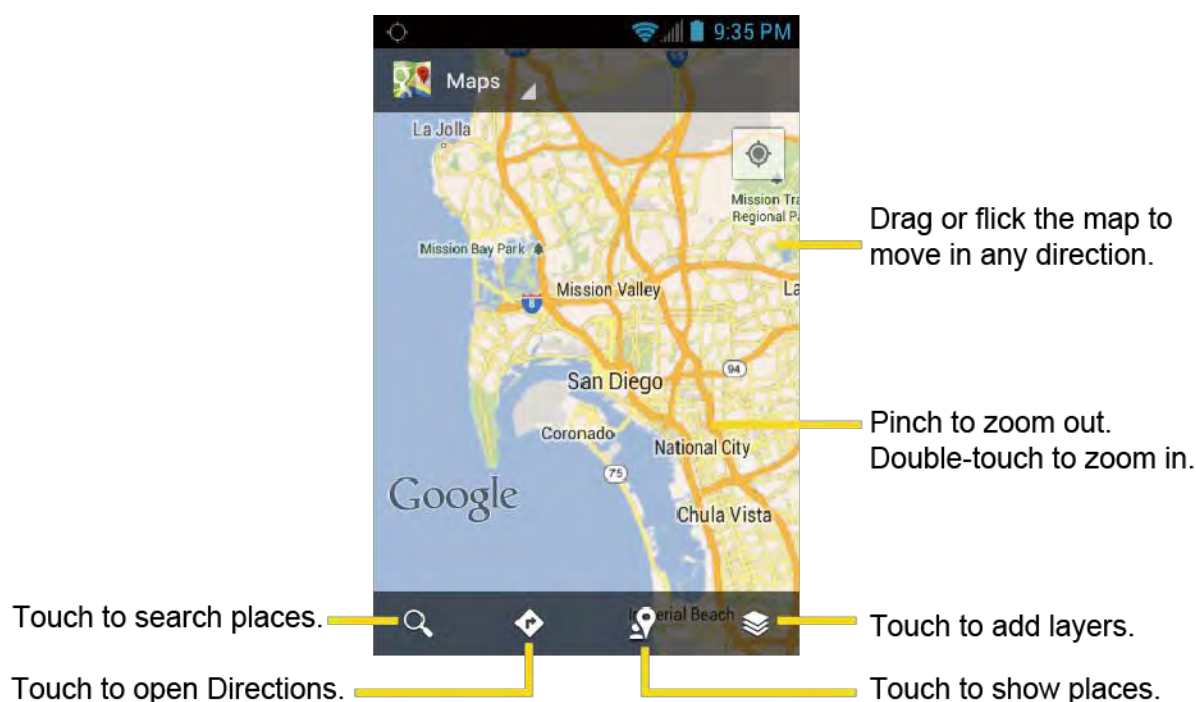 9:35 PM
15
Maps
La Jolla
Mission Tra
Regional Pa
Drag or flick the map to
move in any direction.
Mission Bay Park
Mission Valley
La
8
94
San Diego
Coronado
Pinch to zoom out.
Double-touch to zoom in.
National City
75
Google
Chula Vista
Touch to search places.
erial Beach
Touch to add layers.
Touch to open Directions.
Touch to show places.